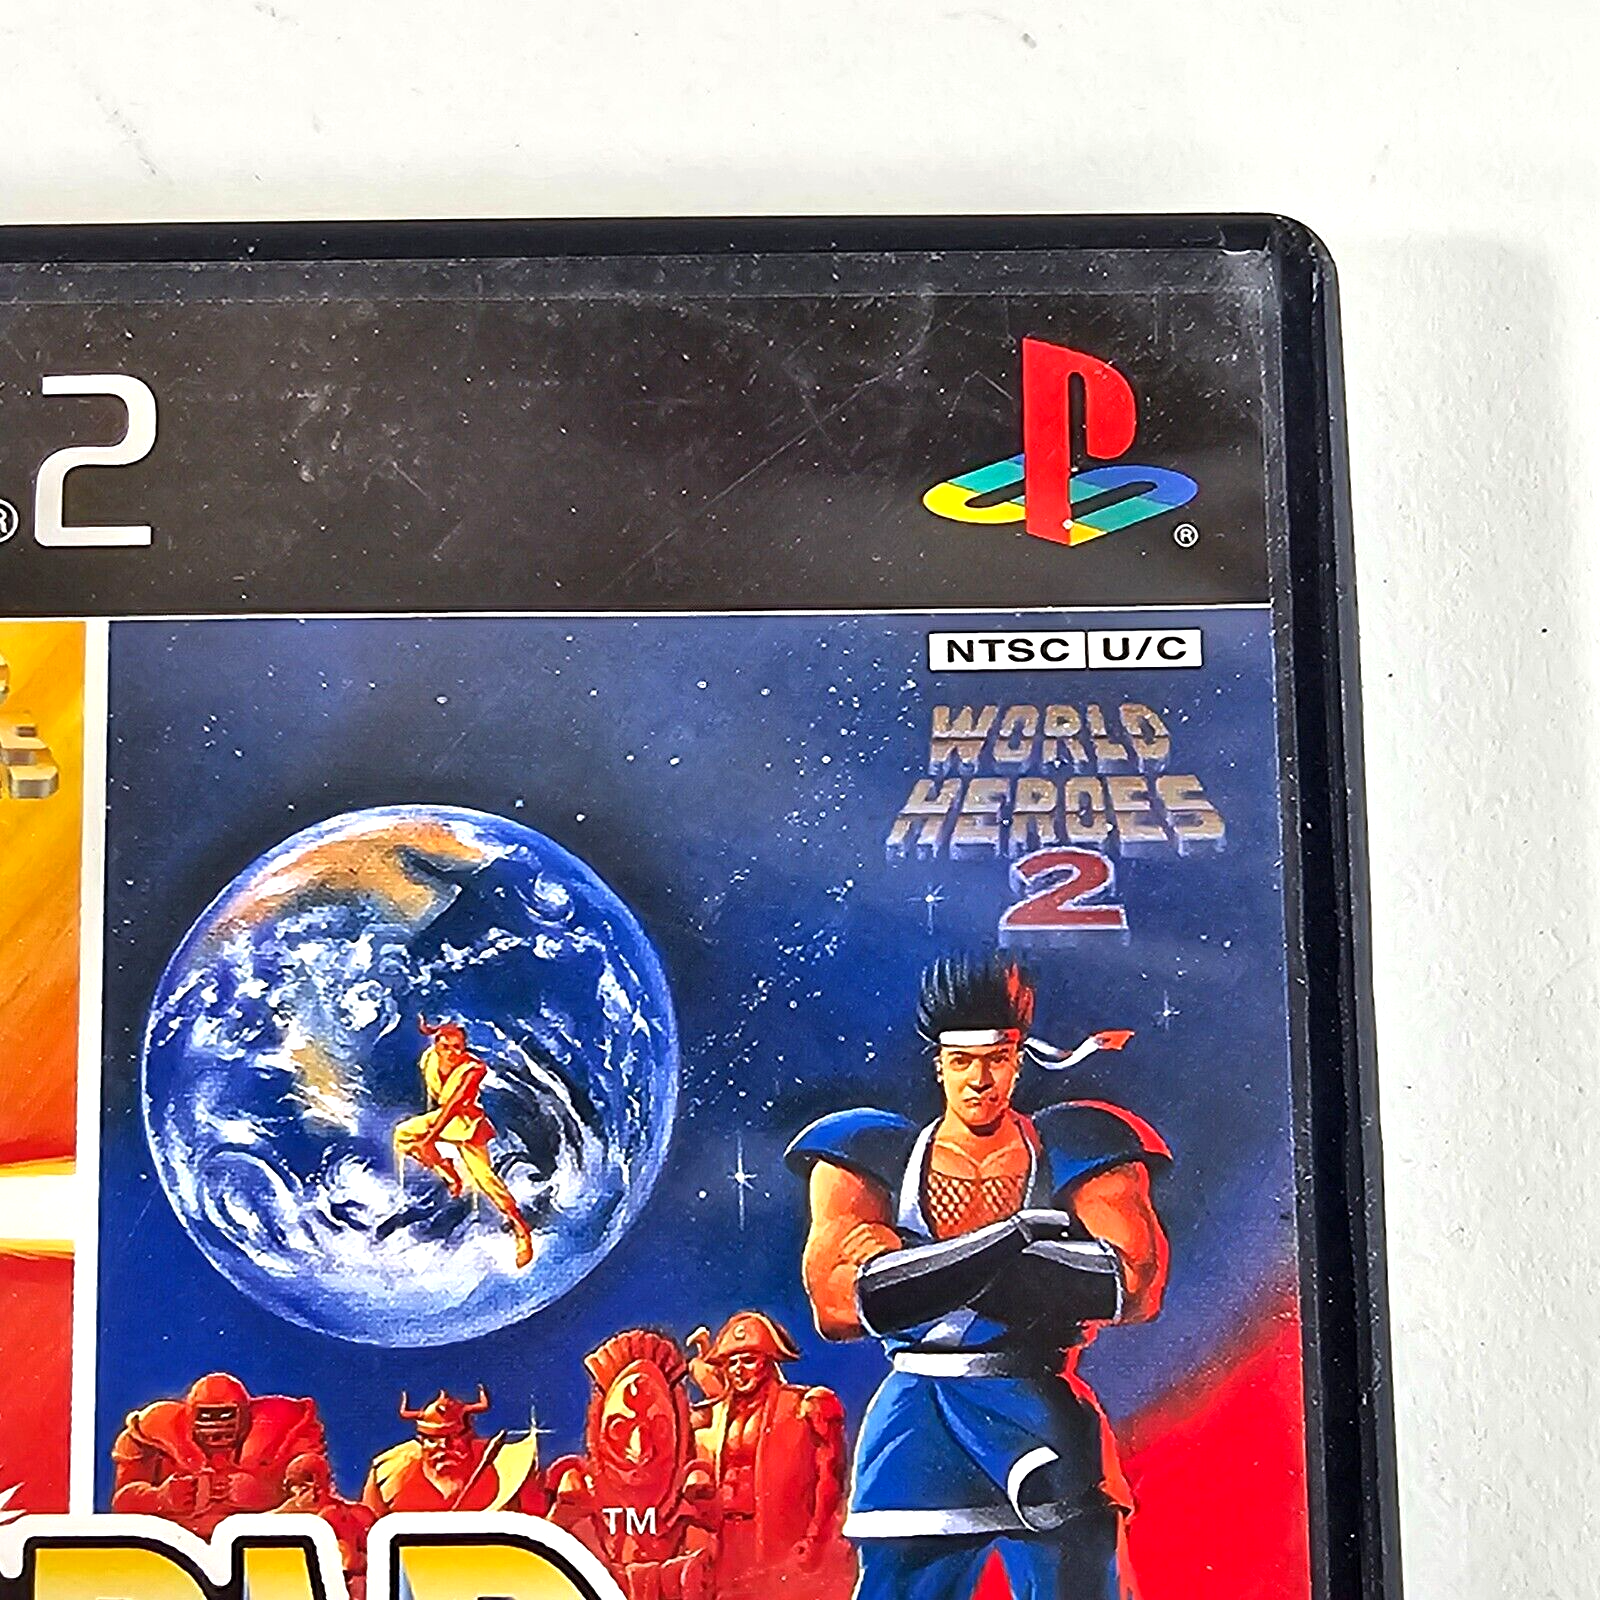 ® 2
®
NTSC U/C
WORLD
HEROES
2
TM